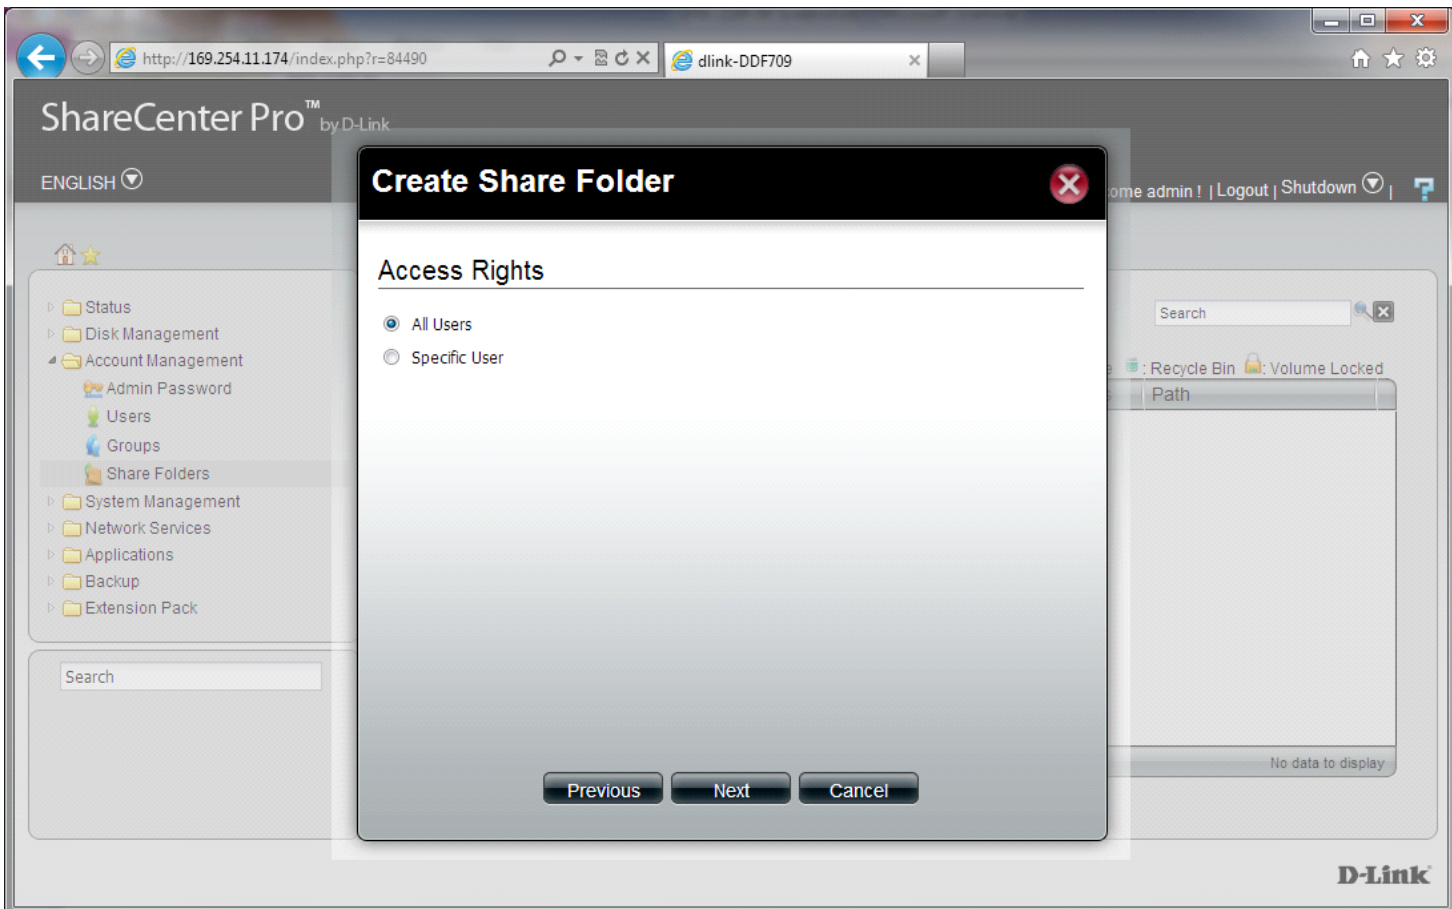 http://169.254.11.174/index.php?r=84490
dlink-DDF709
ShareCenter Pro™ by D-Link
ENGLISH
admin ! | Logout | Shutdown |
Create Share Folder
Access Rights
All Users
Specific User
Previous
Next
Cancel
Status
Disk Management
Account Management
Admin Password
Users
Groups
Share Folders
System Management
Network Services
Applications
Backup
Extension Pack
Search
Search
: Recycle Bin : Volume Locked
Path
No data to display
D-Link